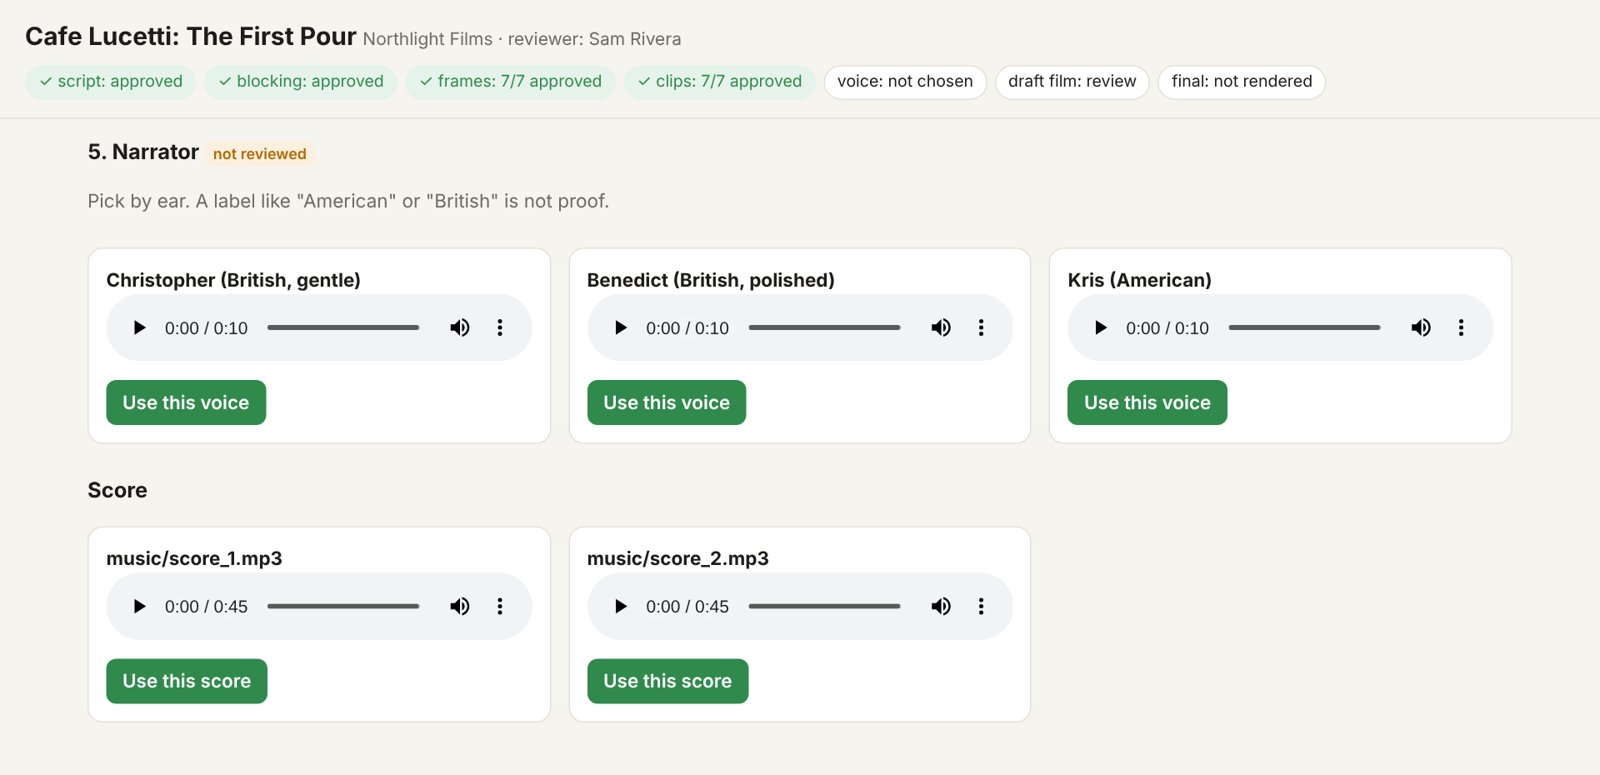 Cafe Lucetti: The First Pour Northlight Films · reviewer: Sam Rivera
✓ script: approved ✓ blocking: approved ✓ frames: 7/7 approved ✓ clips: 7/7 approved voice: not chosen draft film: review final: not rendered
5. Narrator not reviewed
Pick by ear. A label like "American" or "British" is not proof.
Christopher (British, gentle) Benedict (British, polished) Kris (American)
0:00 / 0:10 0:00 / 0:10 0:00 / 0:10
Use this voice Use this voice Use this voice
Score
music/score_1.mp3 music/score_2.mp3
0:00 / 0:45 0:00 / 0:45
Use this score Use this score